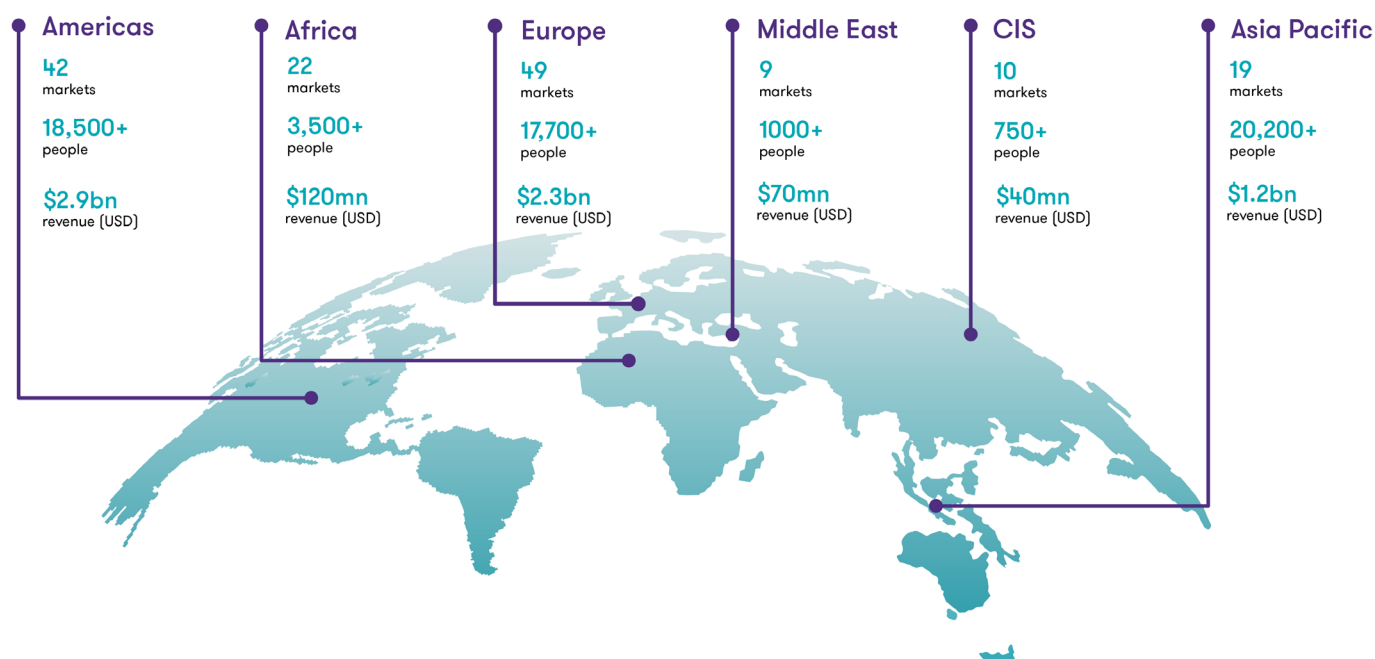 Americas
42
markets
18,500+
people
$2.9bn
revenue (USD)
Africa
22
markets
3,500+
people
$120mn
revenue (USD)
Europe
49
markets
17,700+
people
$2.3bn
revenue (USD)
Middle East
9
markets
1000+
people
$70mn
revenue (USD)
CIS
10
markets
750+
people
$40mn
revenue (USD)
Asia Pacific
19
markets
20,200+
people
$1.2bn
revenue (USD)